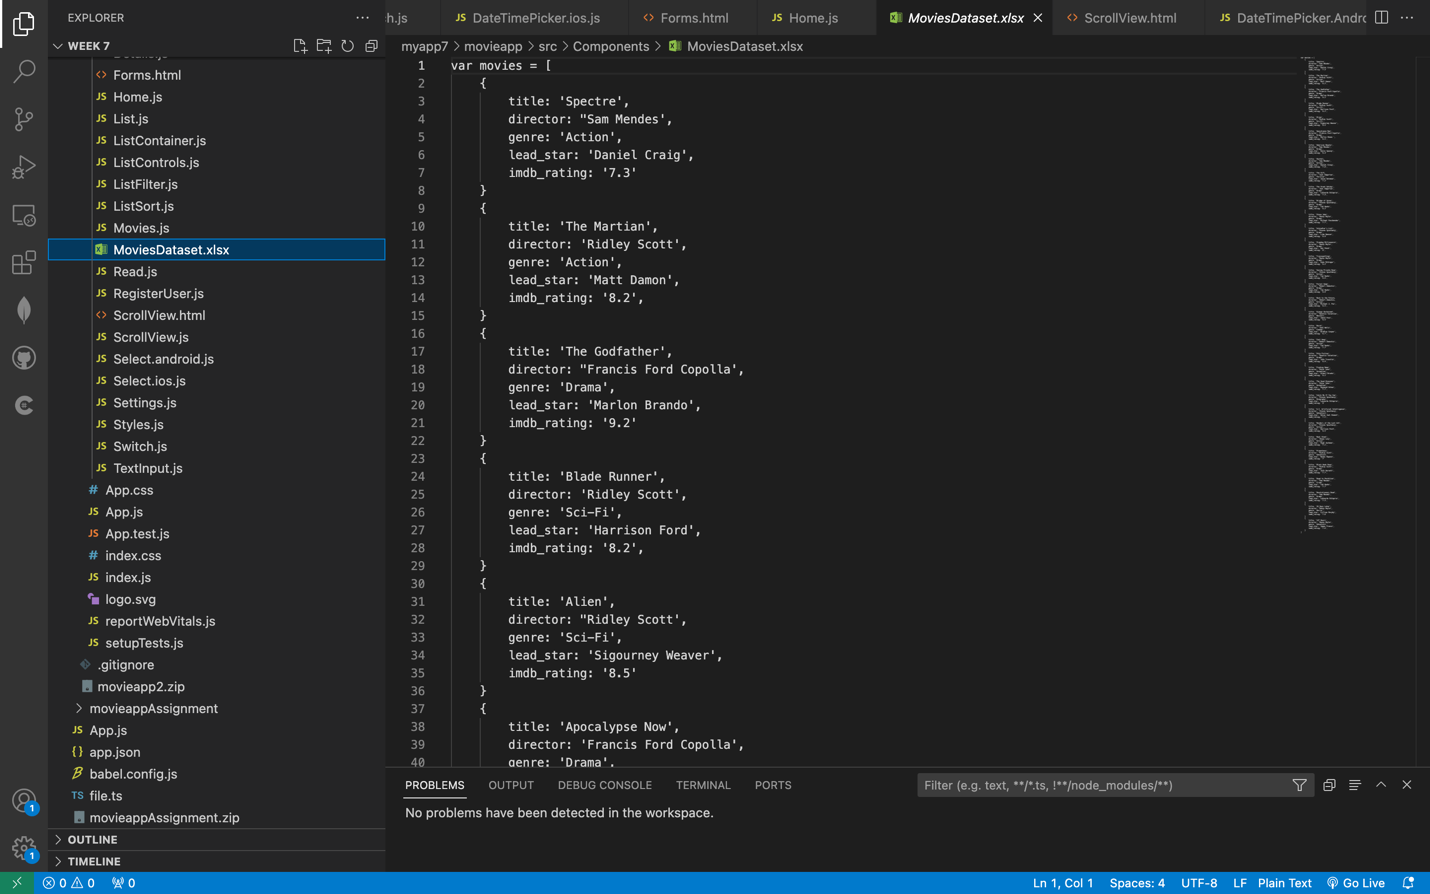 EXPLORER
WEEK 7
Forms.html
Home.js
List.js
ListContainer.js
ListControls.js
ListFilter.js
ListSort.js
Movies.js
MoviesDataset.xlsx
Read.js
RegisterUser.js
ScrollView.html
ScrollView.js
Select.android.js
Select.ios.js
Settings.js
Styles.js
Switch.js
TextInput.js
App.css
App.js
App.test.js
index.css
index.js
logo.svg
reportWebVitals.js
setupTests.js
.gitignore
movieapp2.zip
movieappAssignment
App.js
app.json
babel.config.js
file.ts
movieappAssignment.zip
OUTLINE
TIMELINE
h.js DateTimePicker.ios.js Forms.html Home.js MoviesDataset.xlsx ScrollView.html DateTimePicker.Andro
myapp7 > movieapp > src > Components > MoviesDataset.xlsx
1 var movies = [
2 {
3 title: 'Spectre',
4 director: "Sam Mendes',
5 genre: 'Action',
6 lead_star: 'Daniel Craig',
7 imdb_rating: '7.3'
8 }
9 {
10 title: 'The Martian',
11 director: 'Ridley Scott',
12 genre: 'Action',
13 lead_star: 'Matt Damon',
14 imdb_rating: '8.2',
15 }
16 {
17 title: 'The Godfather',
18 director: "Francis Ford Copolla',
19 genre: 'Drama',
20 lead_star: 'Marlon Brando',
21 imdb_rating: '9.2'
22 }
23 {
24 title: 'Blade Runner',
25 director: 'Ridley Scott',
26 genre: 'Sci-Fi',
27 lead_star: 'Harrison Ford',
28 imdb_rating: '8.2',
29 }
30 {
31 title: 'Alien',
32 director: "Ridley Scott',
33 genre: 'Sci-Fi',
34 lead_star: 'Sigourney Weaver',
35 imdb_rating: '8.5'
36 }
37 {
38 title: 'Apocalypse Now',
39 director: 'Francis Ford Copolla',
40 genre: 'Drama',
PROBLEMS OUTPUT DEBUG CONSOLE TERMINAL PORTS Filter (e.g. text, **/*.ts, !**/node_modules/**)
No problems have been detected in the workspace.
0 0 0 Ln 1, Col 1 Spaces: 4 UTF-8 LF Plain Text Go Live